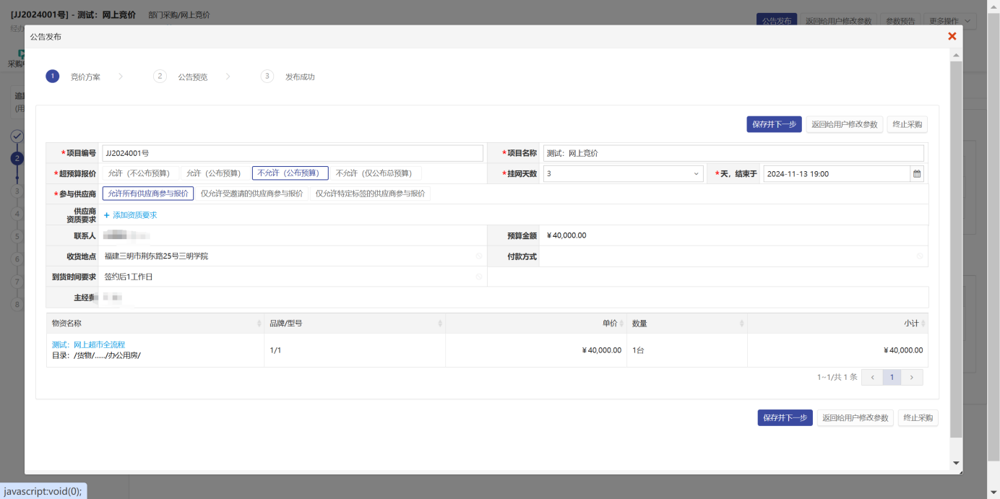 [JJ2024001号] - 测试：网上竞价 部门采购/网上竞价
公告发布 返回给用户修改参数 参数预告 更多操作
公告发布
1 竞价方案 2 公告预览 3 发布成功
保存并下一步 返回给用户修改参数 终止采购
*项目编号 JJ2024001号 *项目名称 测试：网上竞价
*超预算报价 允许（不公布预算） 允许（公布预算） 不允许（公布预算） 不允许（仅公布总预算） *挂网天数 3 *天，结束于 2024-11-13 19:00
*参与供应商 允许所有供应商参与报价 仅允许受邀请的供应商参与报价 仅允许特定标签的供应商参与报价
供应商
资质要求 + 添加资质要求
联系人 预算金额 ¥40,000.00
收货地点 福建三明市荆东路25号三明学院 付款方式
到货时间要求 签约后1工作日
主经
物资名称 品牌/型号 单价 数量 小计
测试：网上超市全流程
目录：/货物/....../办公用房/
1/1 ¥40,000.00 1台 ¥40,000.00
1~1/共 1 条 ‹ 1 ›
保存并下一步 返回给用户修改参数 终止采购
2
3
4
5
6
7
8
javascript:void(0);